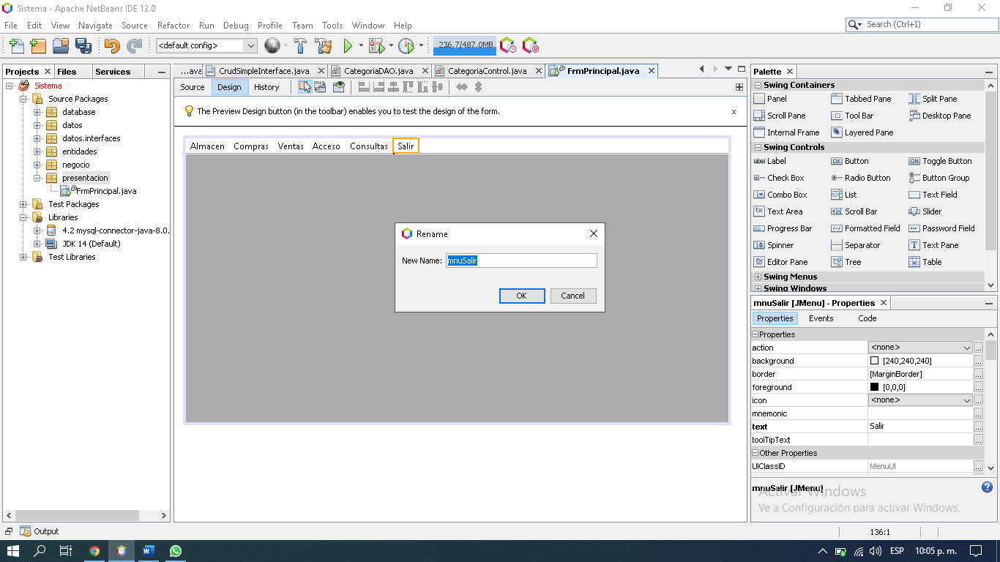 Sistema - Apache NetBeans IDE 12.0
File Edit View Navigate Source Refactor Run Debug Profile Team Tools Window Help
Search (Ctrl+I)
<default config>
236,7/487,0MB
Projects Files Services
...ava CrudSimpleInterface.java CategoriaDAO.java CategoriaControl.java FrmPrincipal.java
Source Design History
The Preview Design button (in the toolbar) enables you to test the design of the form. x
Sistema
Source Packages
database
datos
datos.interfaces
entidades
negocio
presentacion
FrmPrincipal.java
Test Packages
Libraries
4.2 mysql-connector-java-8.0.
JDK 14 (Default)
Test Libraries
Almacen Compras Ventas Acceso Consultas Salir
Rename
New Name: mnuSalir
OK Cancel
Palette
Swing Containers
Panel Tabbed Pane Split Pane
Scroll Pane Tool Bar Desktop Pane
Internal Frame Layered Pane
Swing Controls
label Label OK Button ON Toggle Button
Check Box Radio Button Button Group
Combo Box List Text Field
Text Area Scroll Bar Slider
Progress Bar Formatted Field Password Field
Spinner Separator Text Pane
Editor Pane Tree Table
Swing Menus
Swing Windows
mnuSalir [JMenu] - Properties
Properties Events Code
Properties
action <none> ...
background [240,240,240] ...
border [MarginBorder] ...
foreground [0,0,0] ...
icon <none> ...
mnemonic ...
text Salir ...
toolTipText ...
Other Properties
UIClassID MenuUI ...
mnuSalir [JMenu]
Activar Windows
Ve a Configuración para activar Windows.
Output
136:1
ESP 10:05 p. m.